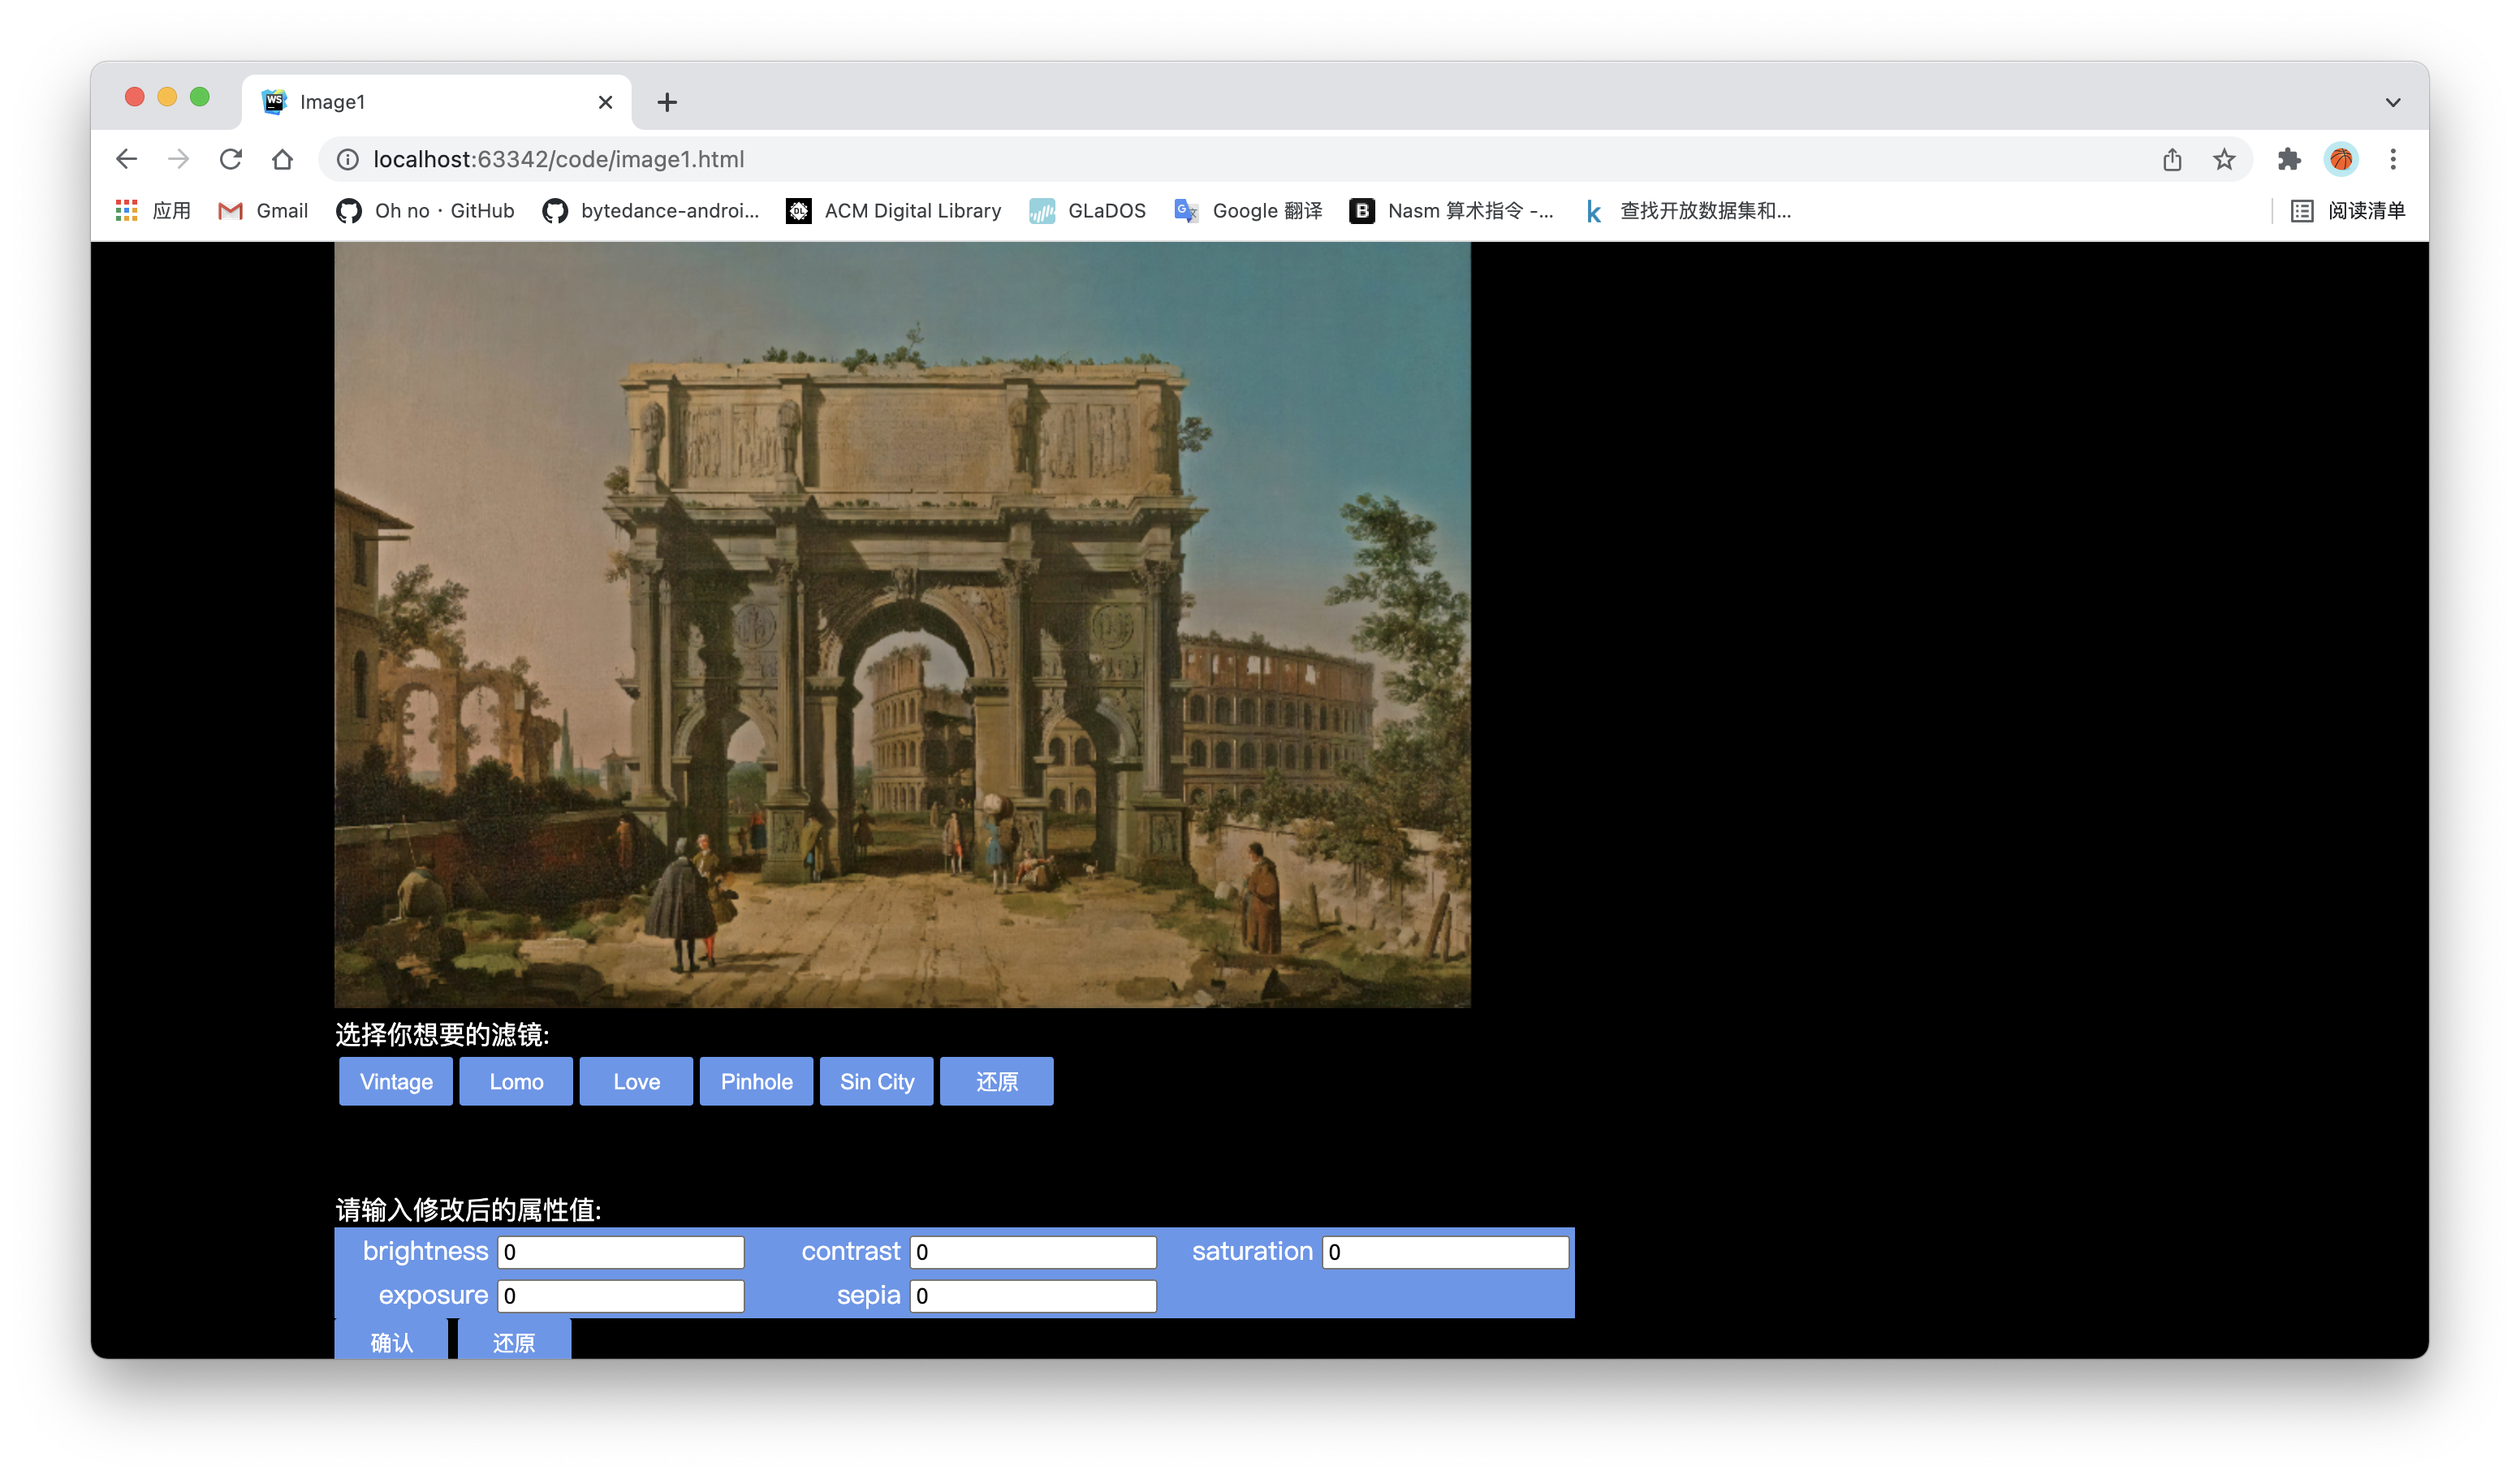 Image1
localhost:63342/code/image1.html
应用 Gmail Oh no · GitHub bytedance-androi... ACM Digital Library GLaDOS Google 翻译 Nasm 算术指令 -... 查找开放数据集和... 阅读清单
选择你想要的滤镜:
Vintage Lomo Love Pinhole Sin City 还原
请输入修改后的属性值:
brightness 0 contrast 0 saturation 0
exposure 0 sepia 0
确认 还原